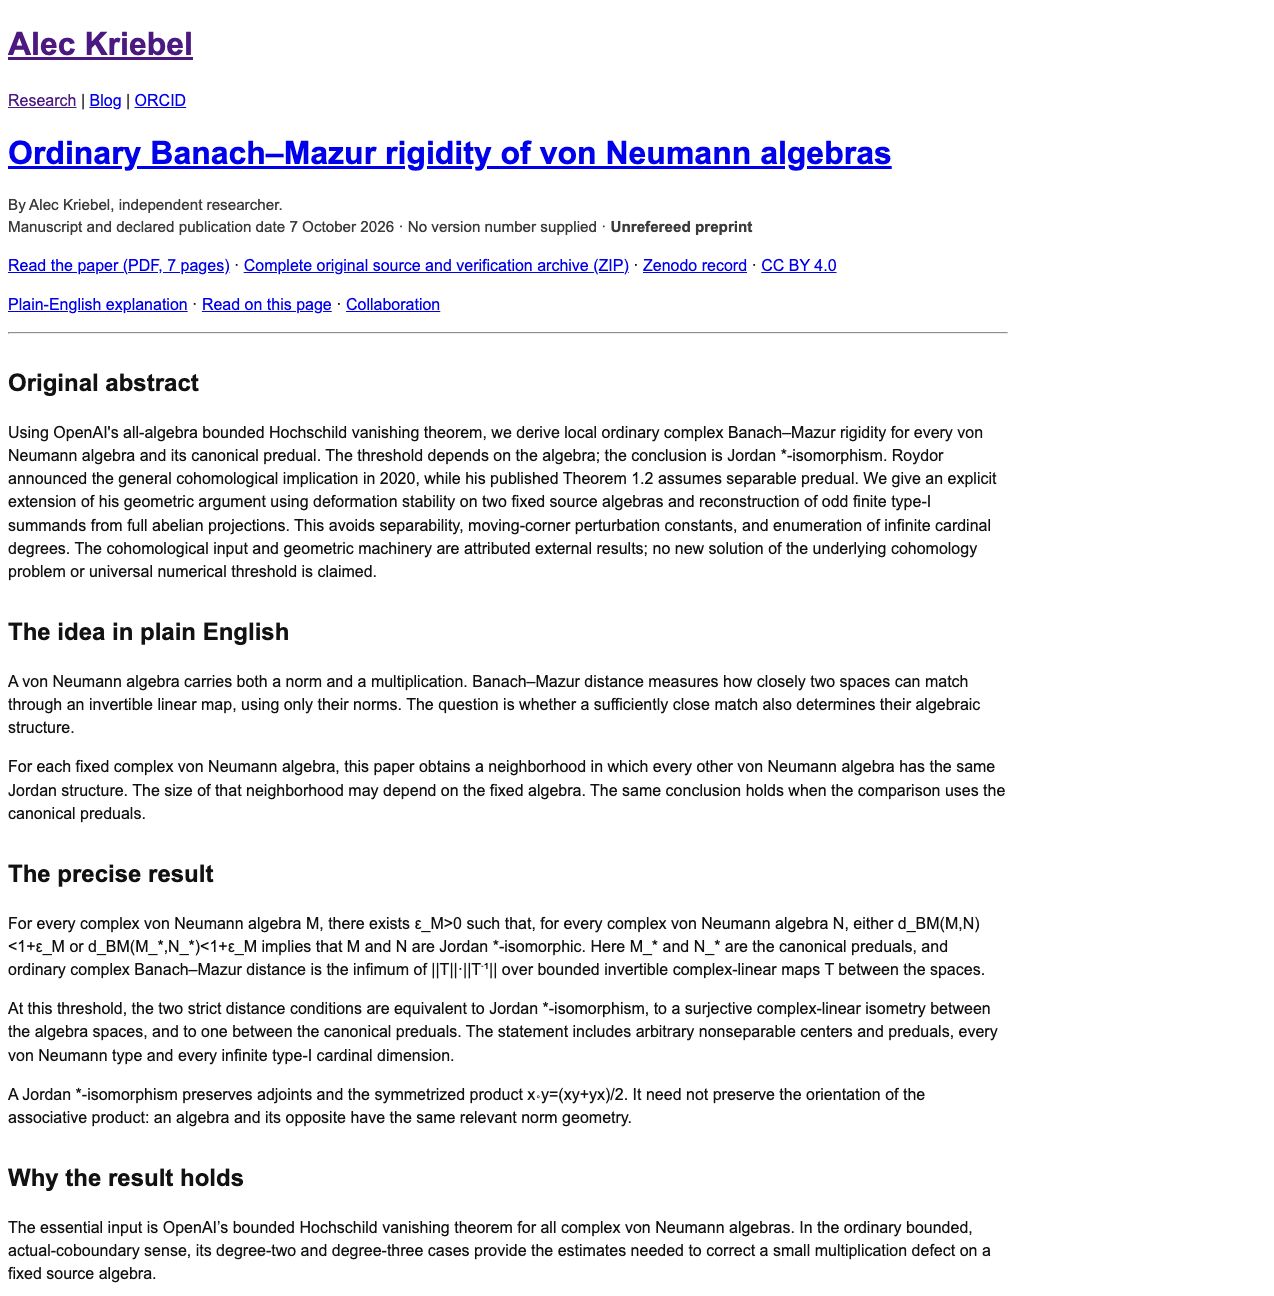 Alec Kriebel
Research | Blog | ORCID
Ordinary Banach–Mazur rigidity of von Neumann algebras
By Alec Kriebel, independent researcher.
Manuscript and declared publication date 7 October 2026 · No version number supplied · Unrefereed preprint
Read the paper (PDF, 7 pages) · Complete original source and verification archive (ZIP) · Zenodo record · CC BY 4.0
Plain-English explanation · Read on this page · Collaboration
Original abstract
Using OpenAI's all-algebra bounded Hochschild vanishing theorem, we derive local ordinary complex Banach–Mazur rigidity for every von
Neumann algebra and its canonical predual. The threshold depends on the algebra; the conclusion is Jordan *-isomorphism. Roydor
announced the general cohomological implication in 2020, while his published Theorem 1.2 assumes separable predual. We give an explicit
extension of his geometric argument using deformation stability on two fixed source algebras and reconstruction of odd finite type-I
summands from full abelian projections. This avoids separability, moving-corner perturbation constants, and enumeration of infinite cardinal
degrees. The cohomological input and geometric machinery are attributed external results; no new solution of the underlying cohomology
problem or universal numerical threshold is claimed.
The idea in plain English
A von Neumann algebra carries both a norm and a multiplication. Banach–Mazur distance measures how closely two spaces can match
through an invertible linear map, using only their norms. The question is whether a sufficiently close match also determines their algebraic
structure.
For each fixed complex von Neumann algebra, this paper obtains a neighborhood in which every other von Neumann algebra has the same
Jordan structure. The size of that neighborhood may depend on the fixed algebra. The same conclusion holds when the comparison uses the
canonical preduals.
The precise result
For every complex von Neumann algebra M, there exists ε_M>0 such that, for every complex von Neumann algebra N, either d_BM(M,N)
<1+ε_M or d_BM(M_*,N_*)<1+ε_M implies that M and N are Jordan *-isomorphic. Here M_* and N_* are the canonical preduals, and
ordinary complex Banach–Mazur distance is the infimum of ||T||·||T⁻¹|| over bounded invertible complex-linear maps T between the spaces.
At this threshold, the two strict distance conditions are equivalent to Jordan *-isomorphism, to a surjective complex-linear isometry between
the algebra spaces, and to one between the canonical preduals. The statement includes arbitrary nonseparable centers and preduals, every
von Neumann type and every infinite type-I cardinal dimension.
A Jordan *-isomorphism preserves adjoints and the symmetrized product x∘y=(xy+yx)/2. It need not preserve the orientation of the
associative product: an algebra and its opposite have the same relevant norm geometry.
Why the result holds
The essential input is OpenAI’s bounded Hochschild vanishing theorem for all complex von Neumann algebras. In the ordinary bounded,
actual-coboundary sense, its degree-two and degree-three cases provide the estimates needed to correct a small multiplication defect on a
fixed source algebra.